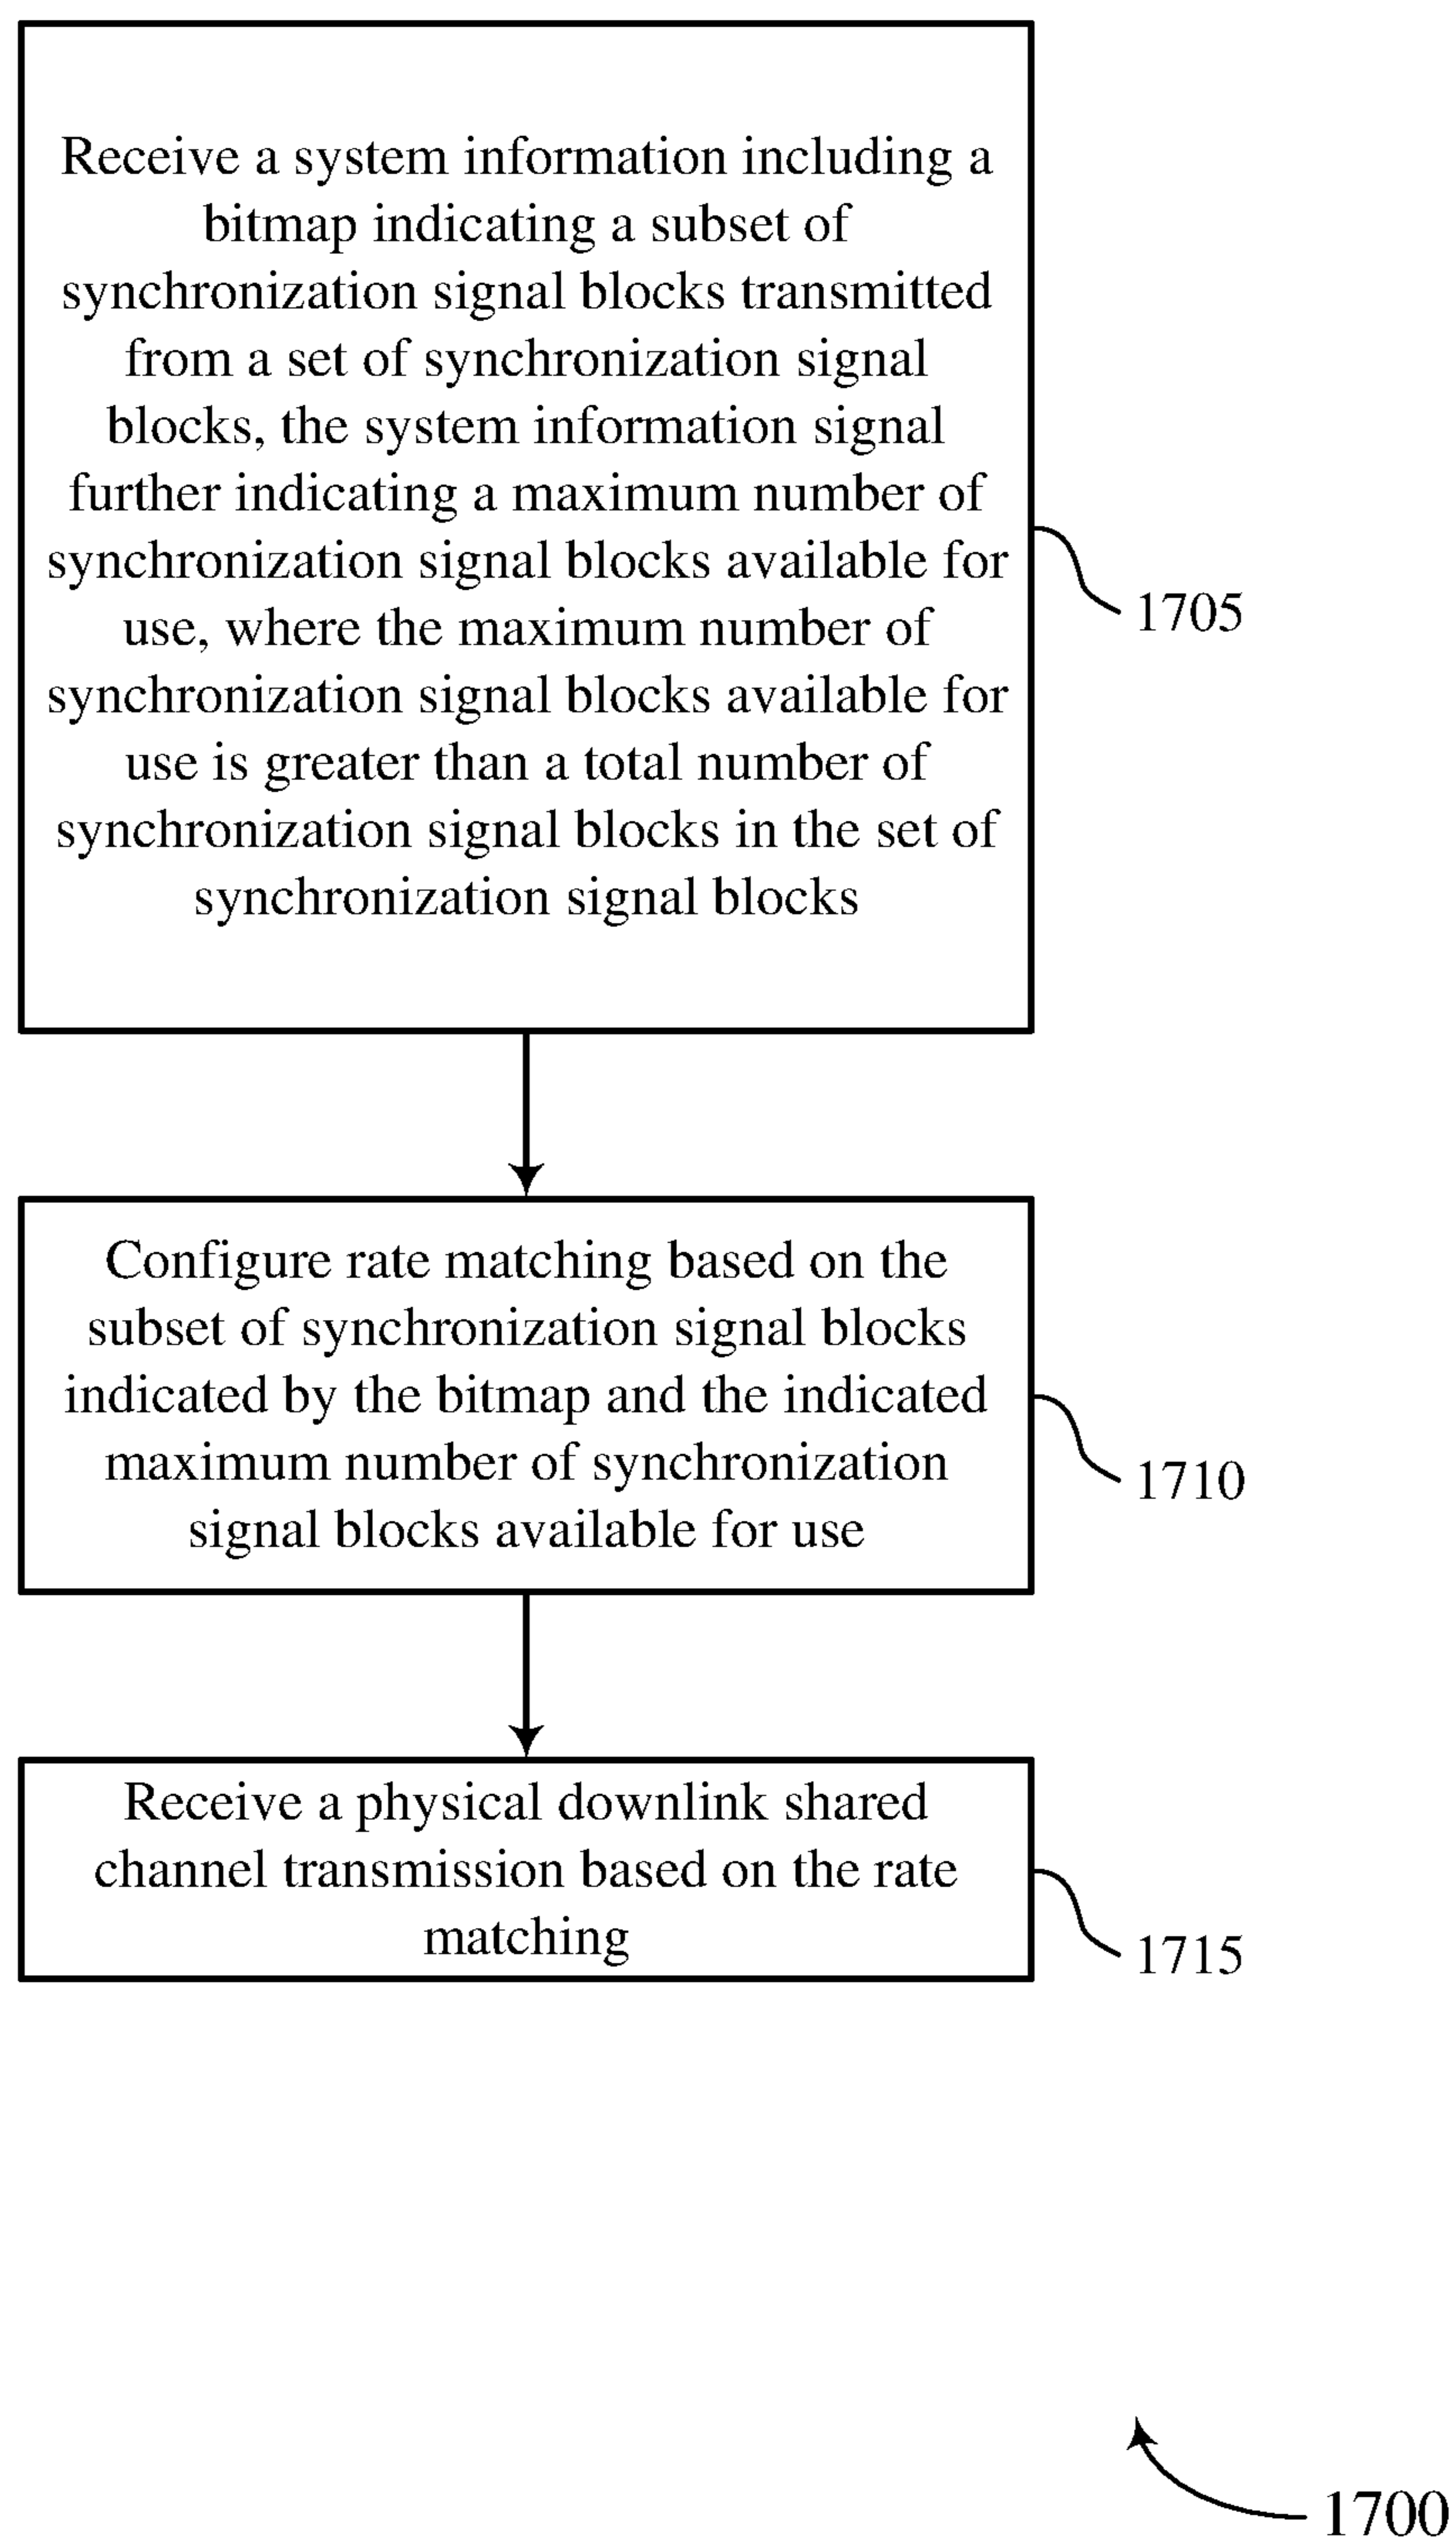 Receive a system information including a
bitmap indicating a subset of
synchronization signal blocks transmitted
from a set of synchronization signal
blocks, the system information signal
further indicating a maximum number of
synchronization signal blocks available for
use, where the maximum number of
synchronization signal blocks available for
use is greater than a total number of
synchronization signal blocks in the set of
synchronization signal blocks
1705
Configure rate matching based on the
subset of synchronization signal blocks
indicated by the bitmap and the indicated
maximum number of synchronization
signal blocks available for use
1710
Receive a physical downlink shared
channel transmission based on the rate
matching
1715
1700